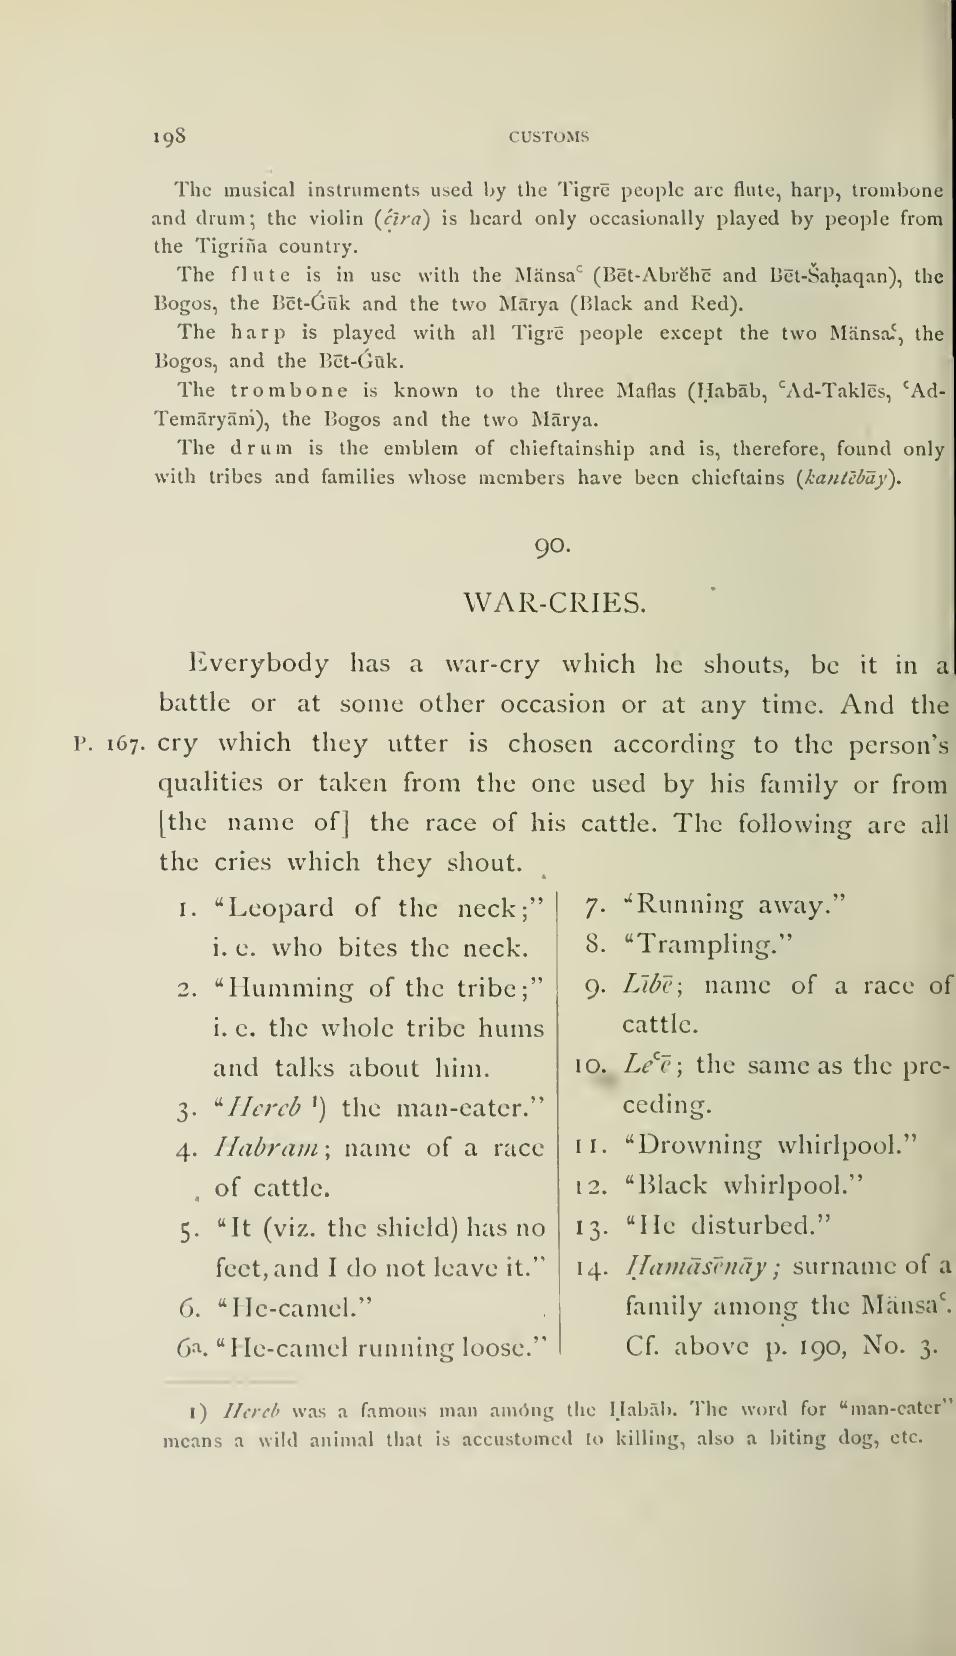 198 CUSTOMS
The musical instruments used by the Tigrē people are flute, harp, trombone
and drum; the violin (čịra) is heard only occasionally played by people from
the Tigriña country.
The flute is in use with the Mänsaʿ (Bēt-Abrěhē and Bēt-Šaḥaqan), the
Bogos, the Bēt-Ǵūk and the two Mārya (Black and Red).
The harp is played with all Tigrē people except the two Mänsaʿ, the
Bogos, and the Bēt-Ǵūk.
The trombone is known to the three Maflas (Ḥabāb, ʿAd-Taklēs, ʿAd-
Temāryām), the Bogos and the two Mārya.
The drum is the emblem of chieftainship and is, therefore, found only
with tribes and families whose members have been chieftains (kantēbāy).
90.
WAR-CRIES.
Everybody has a war-cry which he shouts, be it in a
battle or at some other occasion or at any time. And the
P. 167. cry which they utter is chosen according to the person's
qualities or taken from the one used by his family or from
[the name of] the race of his cattle. The following are all
the cries which they shout.
1. “Leopard of the neck;”
i. e. who bites the neck.
2. “Humming of the tribe;”
i. e. the whole tribe hums
and talks about him.
3. “Hereb ¹) the man-eater.”
4. Habram; name of a race
of cattle.
5. “It (viz. the shield) has no
feet, and I do not leave it.”
6. “He-camel.”
6a. “He-camel running loose.”
7. “Running away.”
8. “Trampling.”
9. Lībē; name of a race of
cattle.
10. Leʿē; the same as the pre-
ceding.
11. “Drowning whirlpool.”
12. “Black whirlpool.”
13. “He disturbed.”
14. Ḥamāsēnāy; surname of a
family among the Mänsaʿ.
Cf. above p. 190, No. 3.
1) Hereb was a famous man among the Ḥabāb. The word for “man-eater”
means a wild animal that is accustomed to killing, also a biting dog, etc.